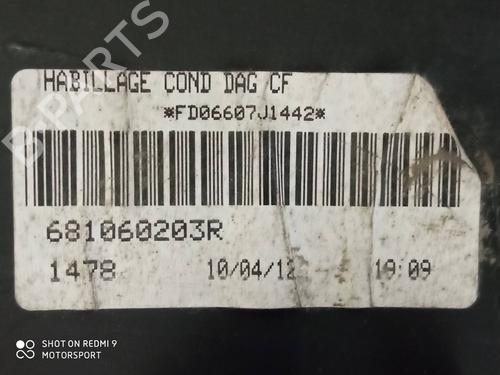 HABILLAGE COND DAG CF
*FD06607J1442*
681060203R
1478 10/04/12 19:09
B-PARTS
SHOT ON REDMI 9
MOTORSPORT